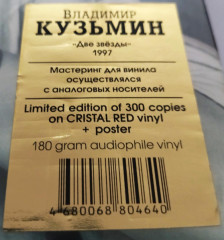 ВЛАДИМИР
КУЗЬМИН
«Две звёзды»
1997
Мастеринг для винила
осуществлялся
с аналоговых носителей
Limited edition of 300 copies
on CRISTAL RED vinyl
+ poster
180 gram audiophile vinyl
4 680068 804640